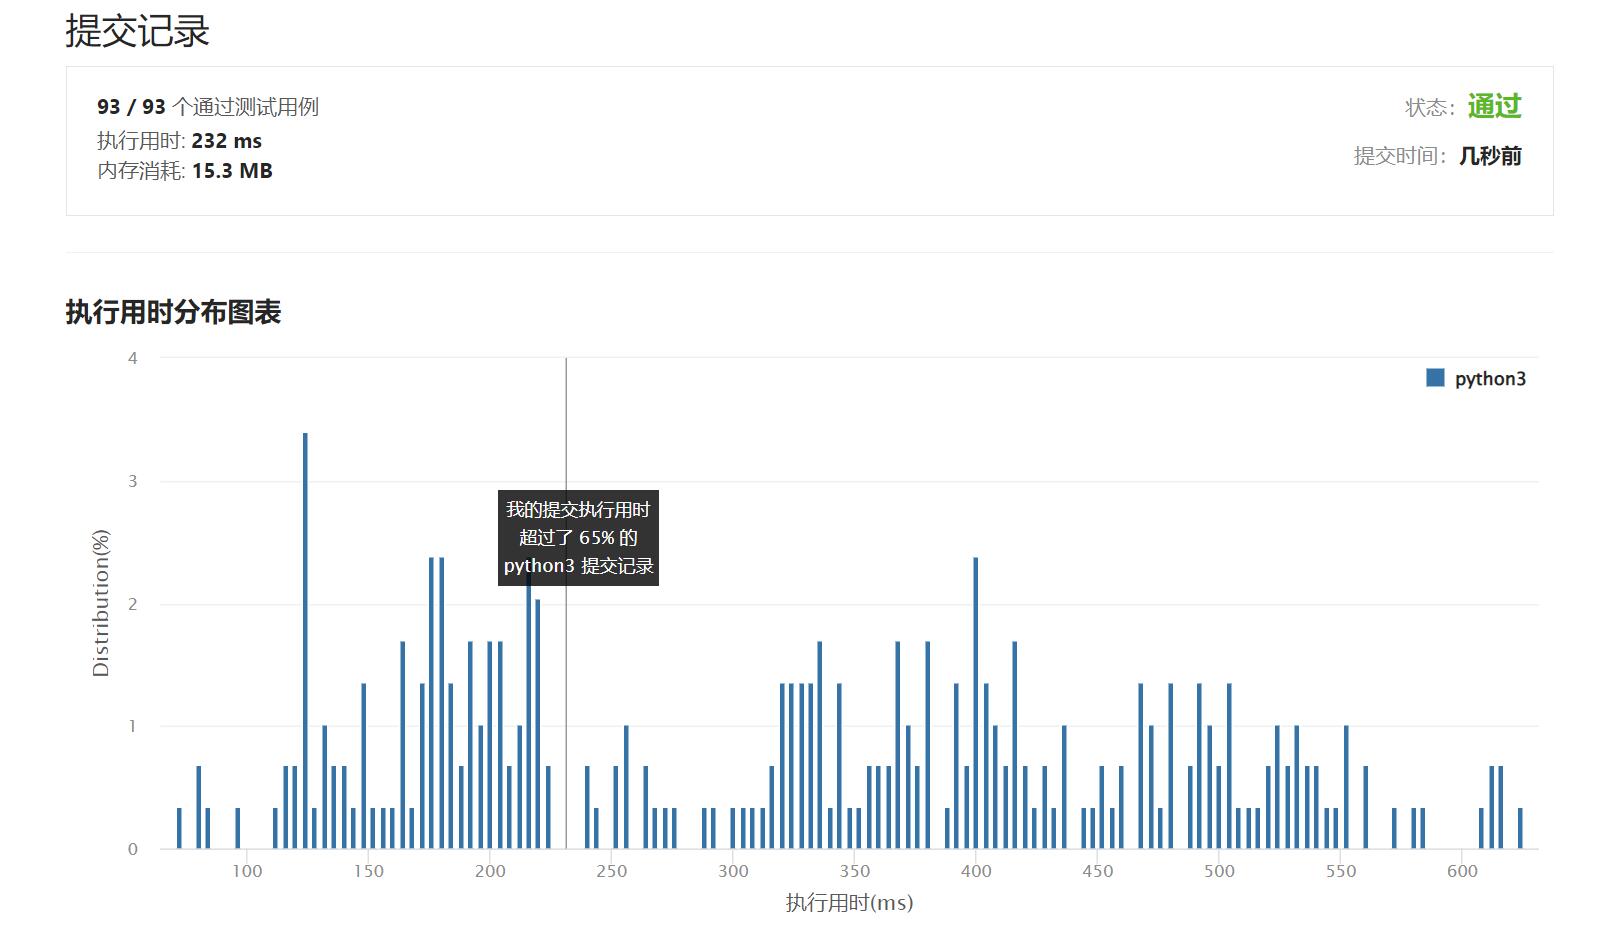 提交记录
93 / 93 个通过测试用例
状态：通过
执行用时: 232 ms
提交时间：几秒前
内存消耗: 15.3 MB
执行用时分布图表
4
python3
3
我的提交执行用时
超过了 65% 的
python3 提交记录
Distribution(%)
2
1
0
100 150 200 250 300 350 400 450 500 550 600
执行用时(ms)